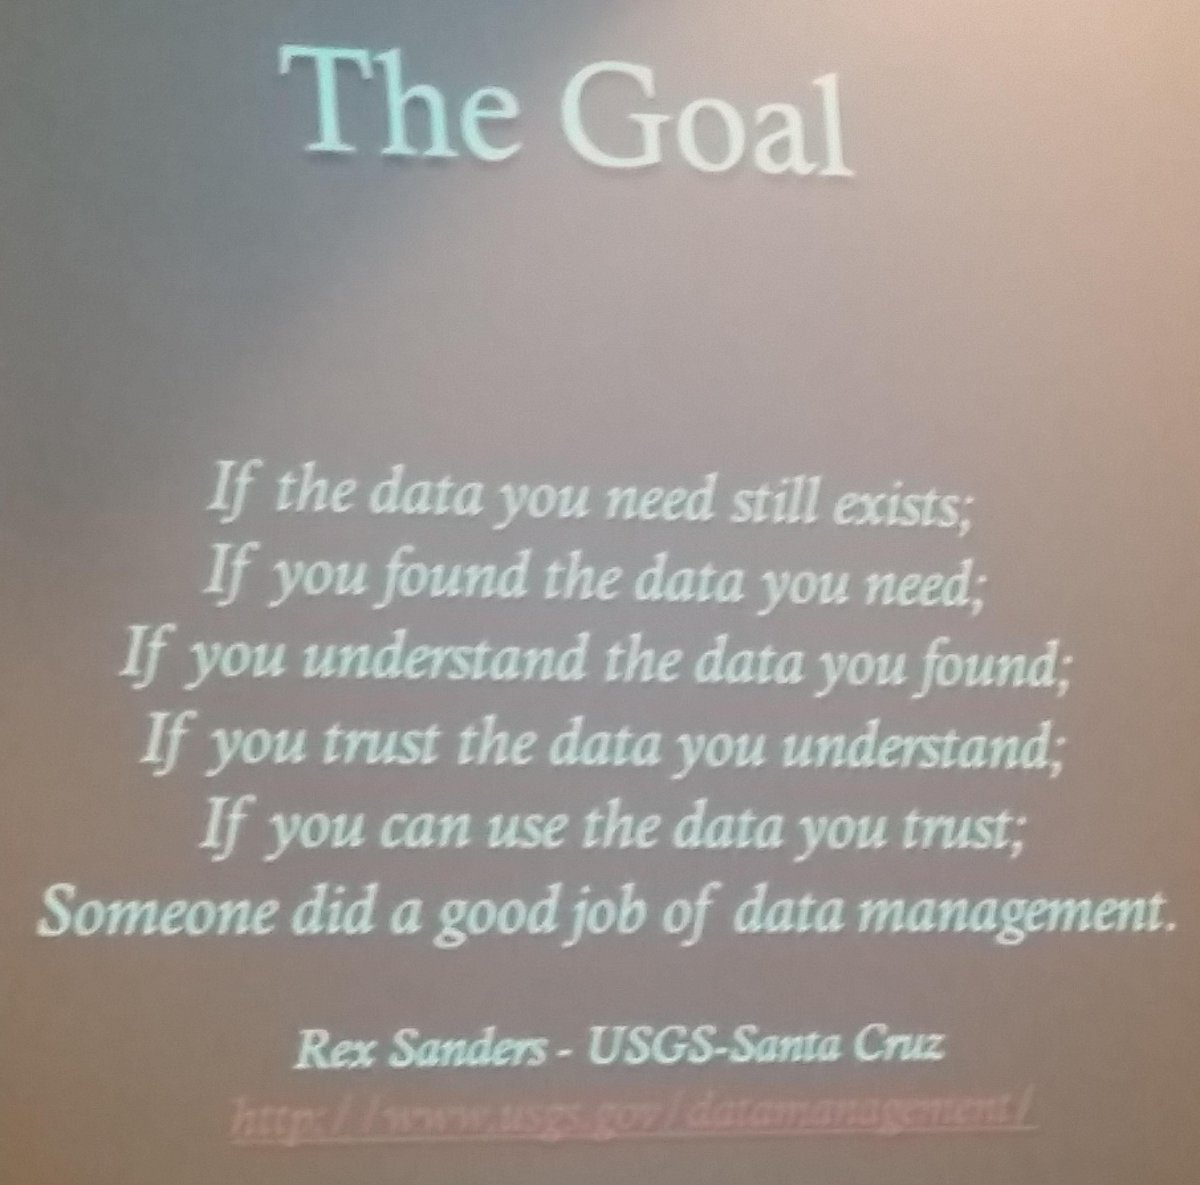 The Goal
If the data you need still exists;
If you found the data you need;
If you understand the data you found;
If you trust the data you understand;
If you can use the data you trust;
Someone did a good job of data management.
Rex Sanders - USGS-Santa Cruz
http://www.usgs.gov/datamanagement/